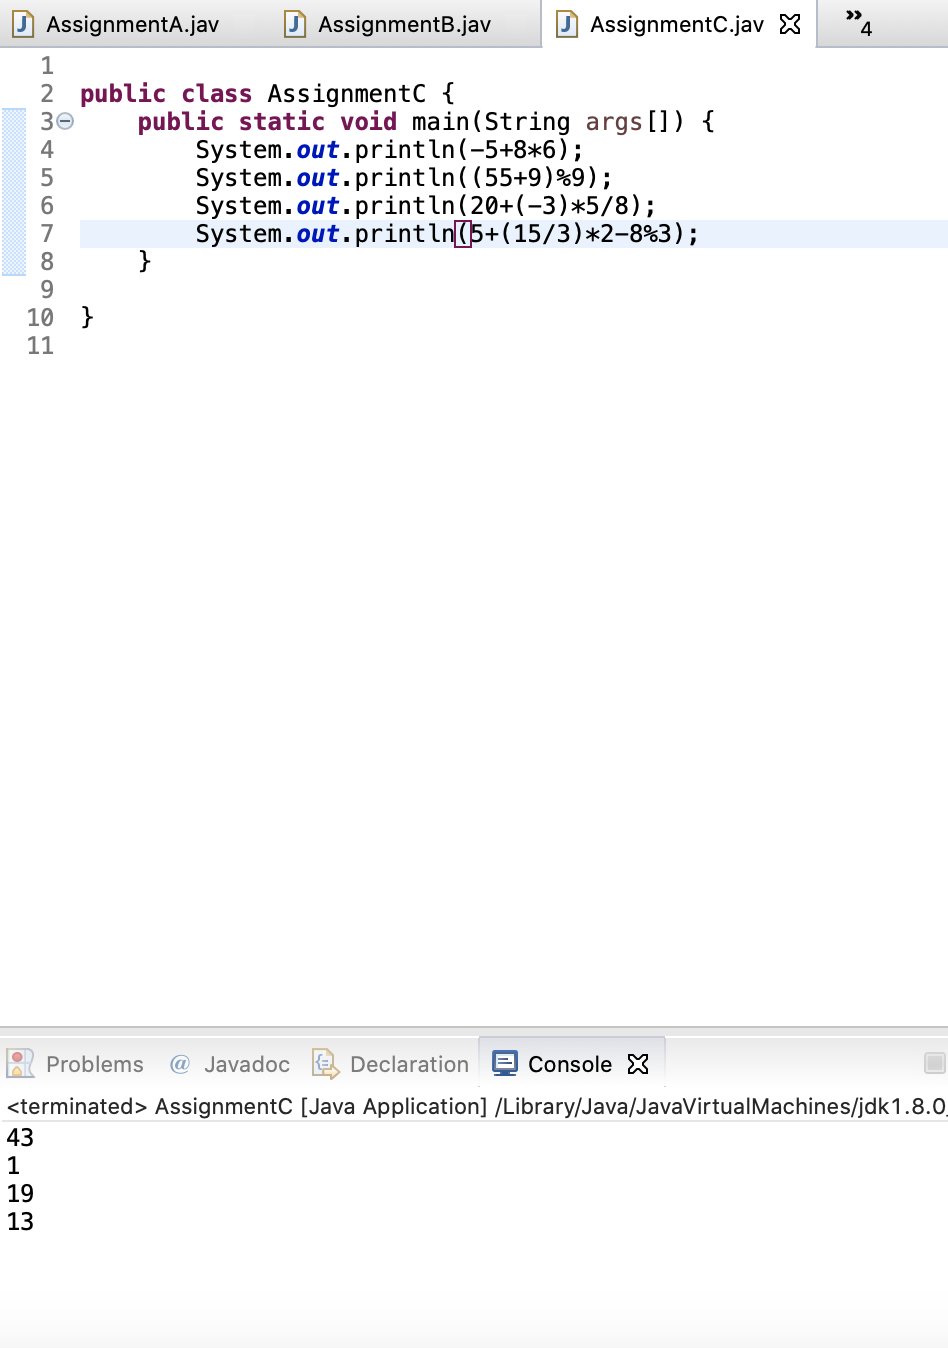 AssignmentA.jav AssignmentB.jav AssignmentC.jav »4
1
2 public class AssignmentC {
3 public static void main(String args[]) {
4 System.out.println(-5+8*6);
5 System.out.println((55+9)%9);
6 System.out.println(20+(-3)*5/8);
7 System.out.println(5+(15/3)*2-8%3);
8 }
9
10 }
11
Problems @ Javadoc Declaration Console
<terminated> AssignmentC [Java Application] /Library/Java/JavaVirtualMachines/jdk1.8.0_
43
1
19
13